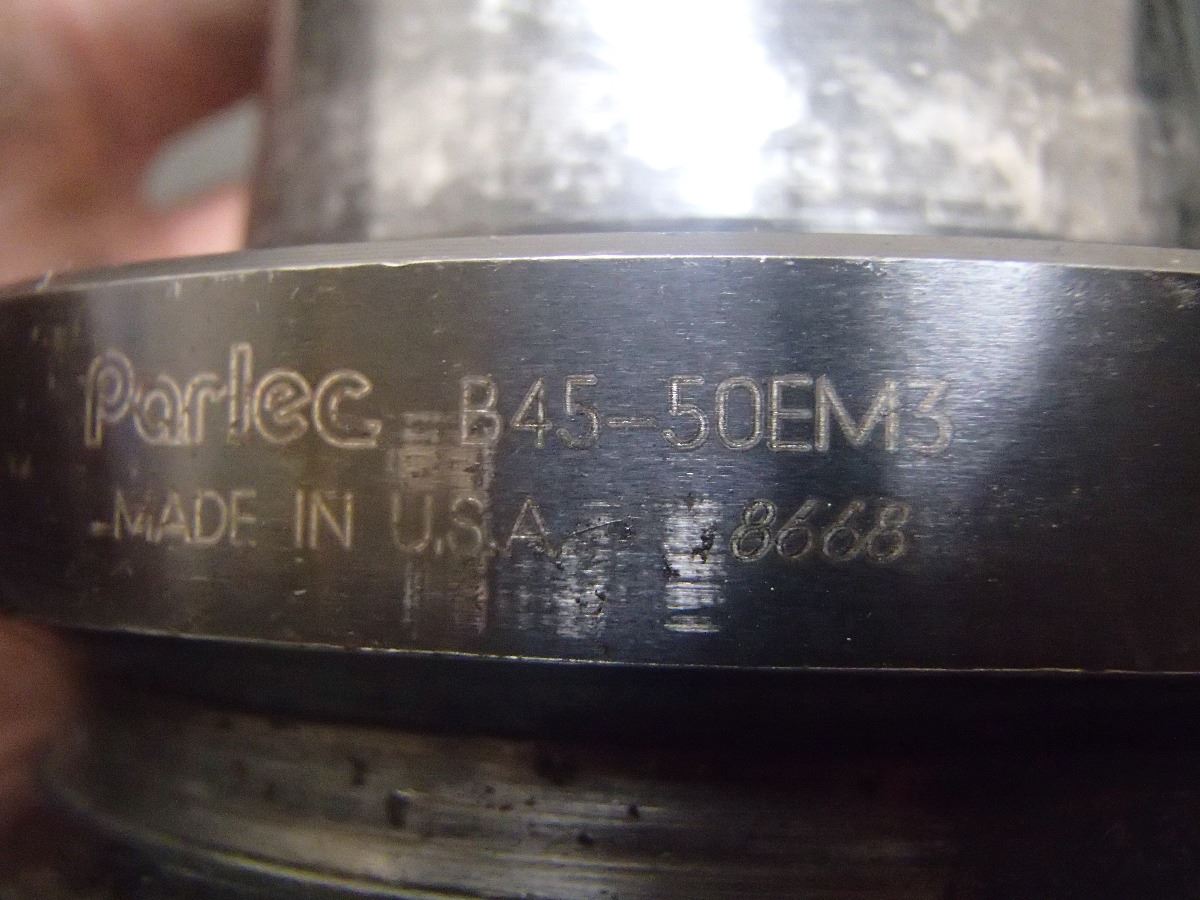 Parlec B45-50EM3
MADE IN U.S.A. 8668